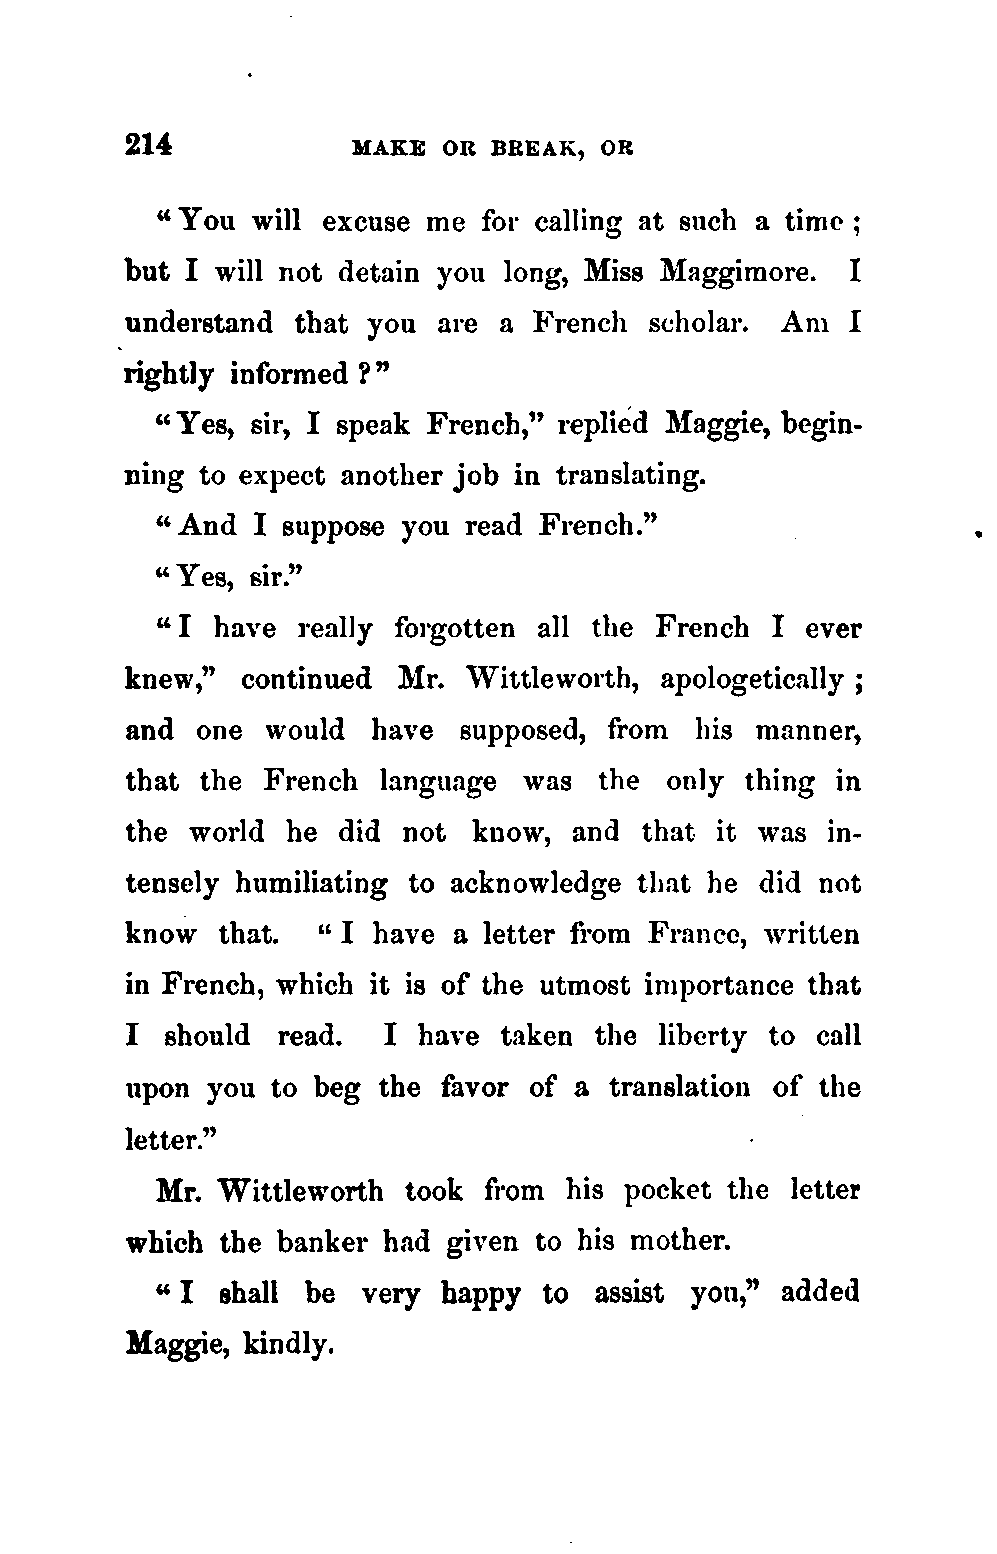 214 MAKE OR BREAK, OR
"You will excuse me for calling at such a time;
but I will not detain you long, Miss Maggimore. I
understand that you are a French scholar. Am I
rightly informed?"
"Yes, sir, I speak French," replied Maggie, begin-
ning to expect another job in translating.
"And I suppose you read French."
"Yes, sir."
"I have really forgotten all the French I ever
knew," continued Mr. Wittleworth, apologetically;
and one would have supposed, from his manner,
that the French language was the only thing in
the world he did not know, and that it was in-
tensely humiliating to acknowledge that he did not
know that. "I have a letter from France, written
in French, which it is of the utmost importance that
I should read. I have taken the liberty to call
upon you to beg the favor of a translation of the
letter."
Mr. Wittleworth took from his pocket the letter
which the banker had given to his mother.
"I shall be very happy to assist you," added
Maggie, kindly.